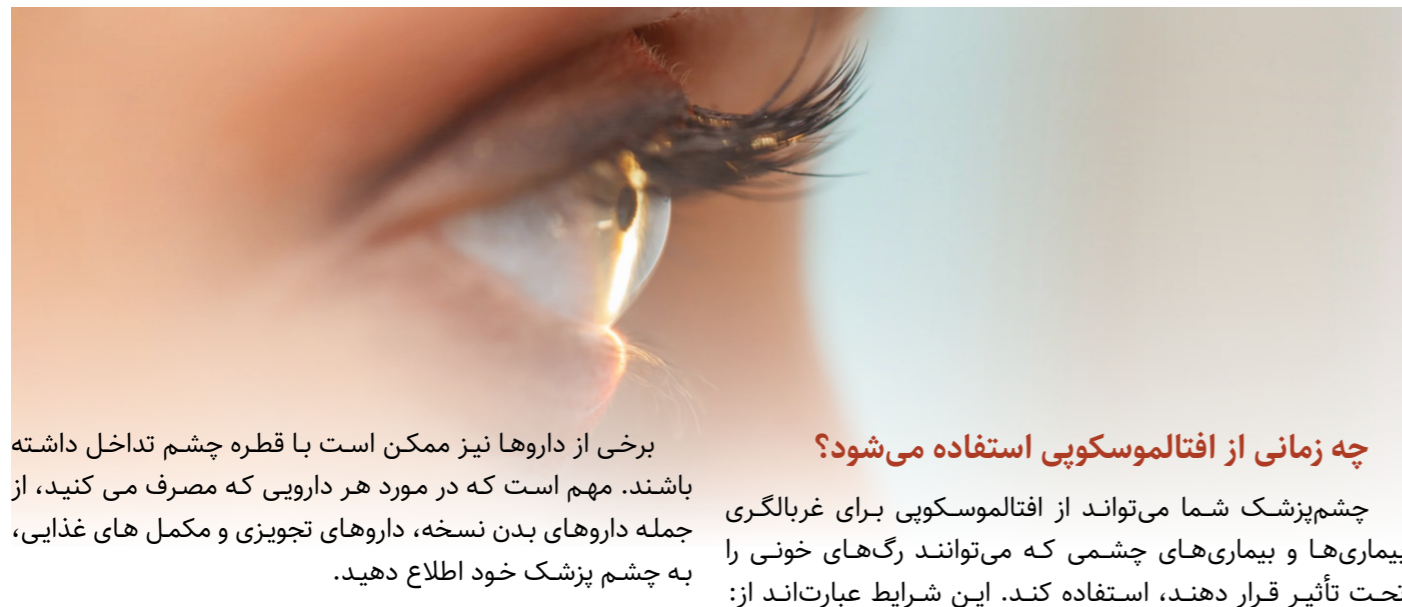 چه زمانی از افتالموسکوپی استفاده می‌شود؟
چشم‌پزشک شما می‌تواند از افتالموسکوپی برای غربالگری
بیماری‌ها و بیماری‌های چشمی که می‌توانند رگ‌های خونی را
تحت تأثیر قرار دهند، استفاده کند. این شرایط عبارت‌اند از:
برخی از داروها نیز ممکن است با قطره چشم تداخل داشته
باشند. مهم است که در مورد هر دارویی که مصرف می کنید، از
جمله داروهای بدن نسخه، داروهای تجویزی و مکمل های غذایی،
به چشم پزشک خود اطلاع دهید.